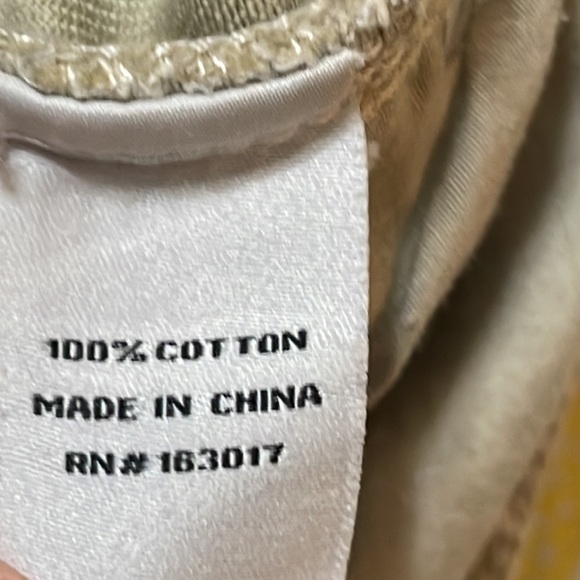 100% COTTON
MADE IN CHINA
RN# 163017